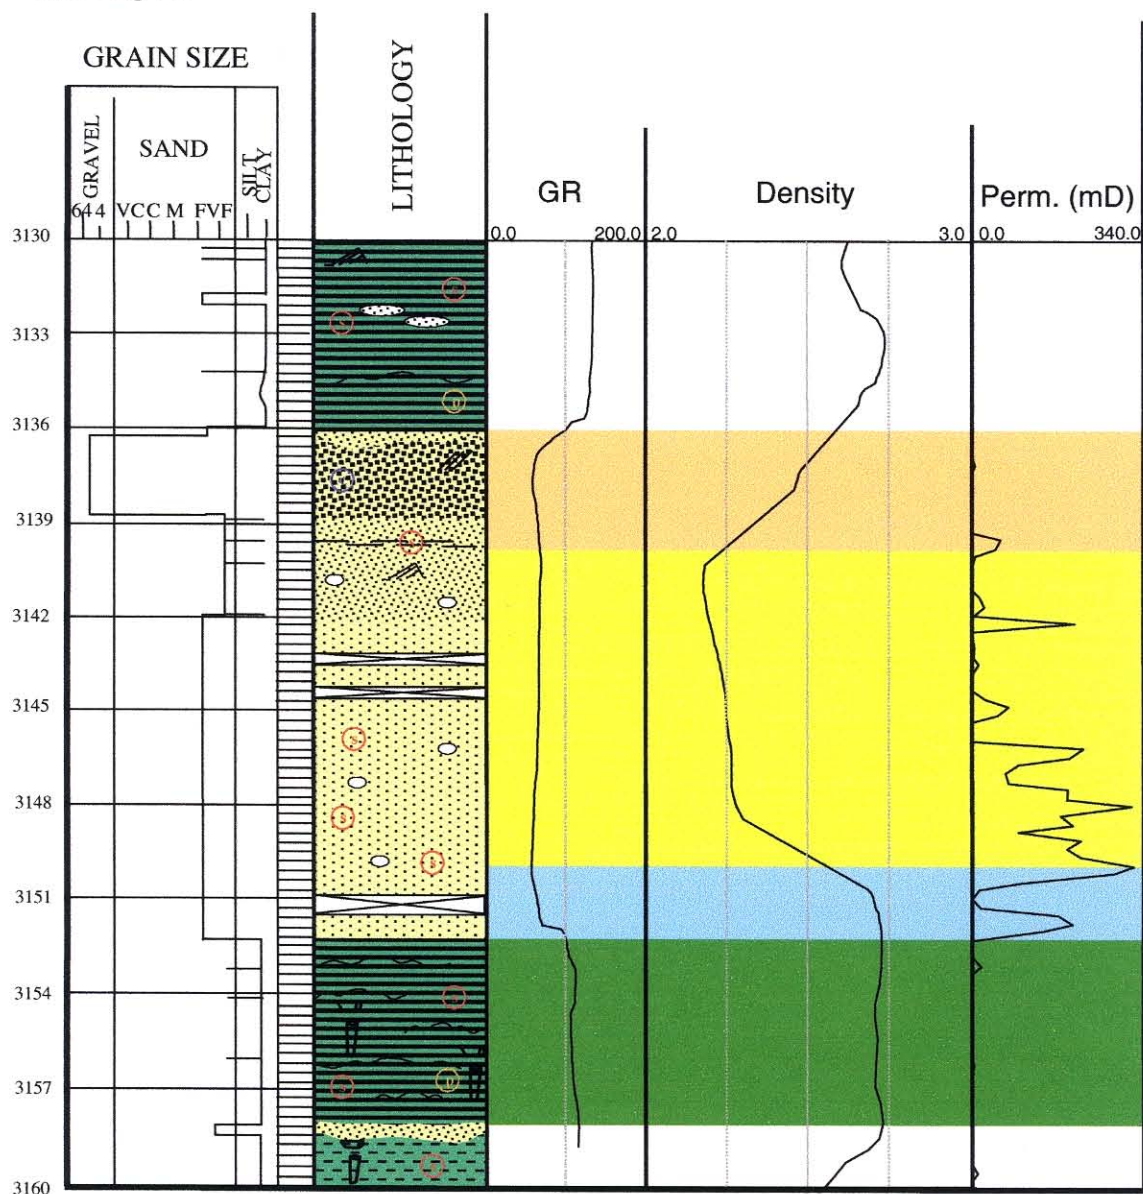 GRAIN SIZE
LITHOLOGY
GRAVEL
SAND
SILT
CLAY
GR
Density
Perm. (mD)
64 4 VC C M F VF
0.0 200.0 2.0 3.0 0.0 340.0
3130
3133
3136
3139
3142
3145
3148
3151
3154
3157
3160